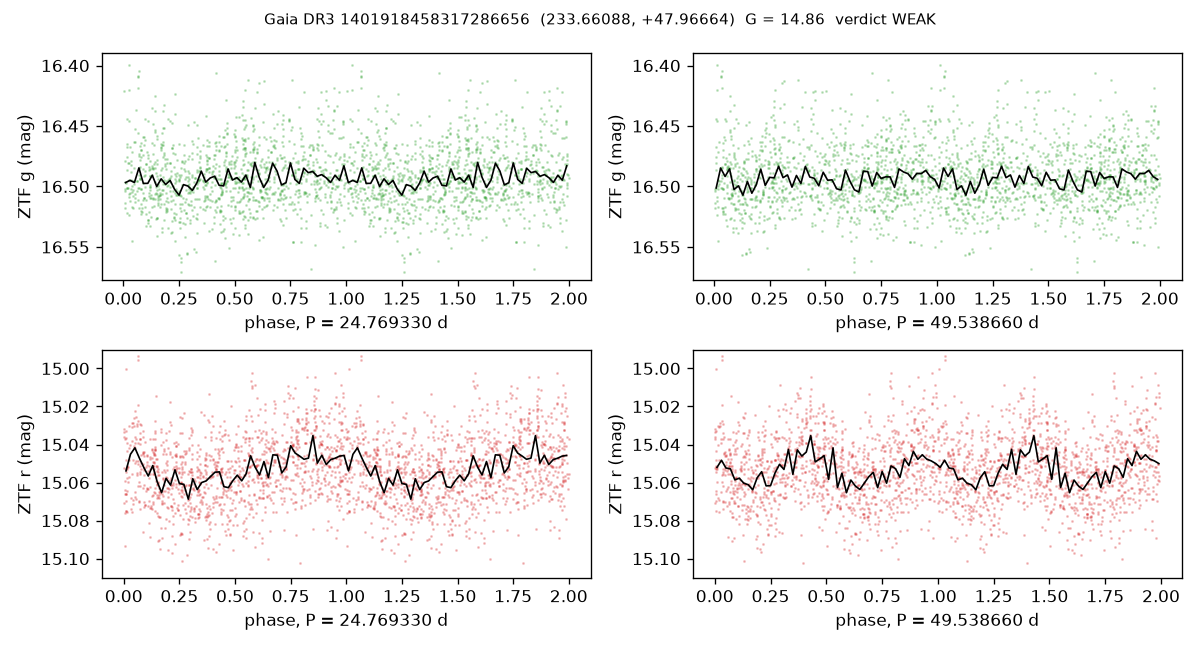 Gaia DR3 1401918458317286656  (233.66088, +47.96664)  G = 14.86  verdict WEAK
16.40
16.45
16.50
16.55
ZTF g (mag)
0.00 0.25 0.50 0.75 1.00 1.25 1.50 1.75 2.00
phase, P = 24.769330 d
16.40
16.45
16.50
16.55
ZTF g (mag)
0.00 0.25 0.50 0.75 1.00 1.25 1.50 1.75 2.00
phase, P = 49.538660 d
15.00
15.02
15.04
15.06
15.08
15.10
ZTF r (mag)
0.00 0.25 0.50 0.75 1.00 1.25 1.50 1.75 2.00
phase, P = 24.769330 d
15.00
15.02
15.04
15.06
15.08
15.10
ZTF r (mag)
0.00 0.25 0.50 0.75 1.00 1.25 1.50 1.75 2.00
phase, P = 49.538660 d